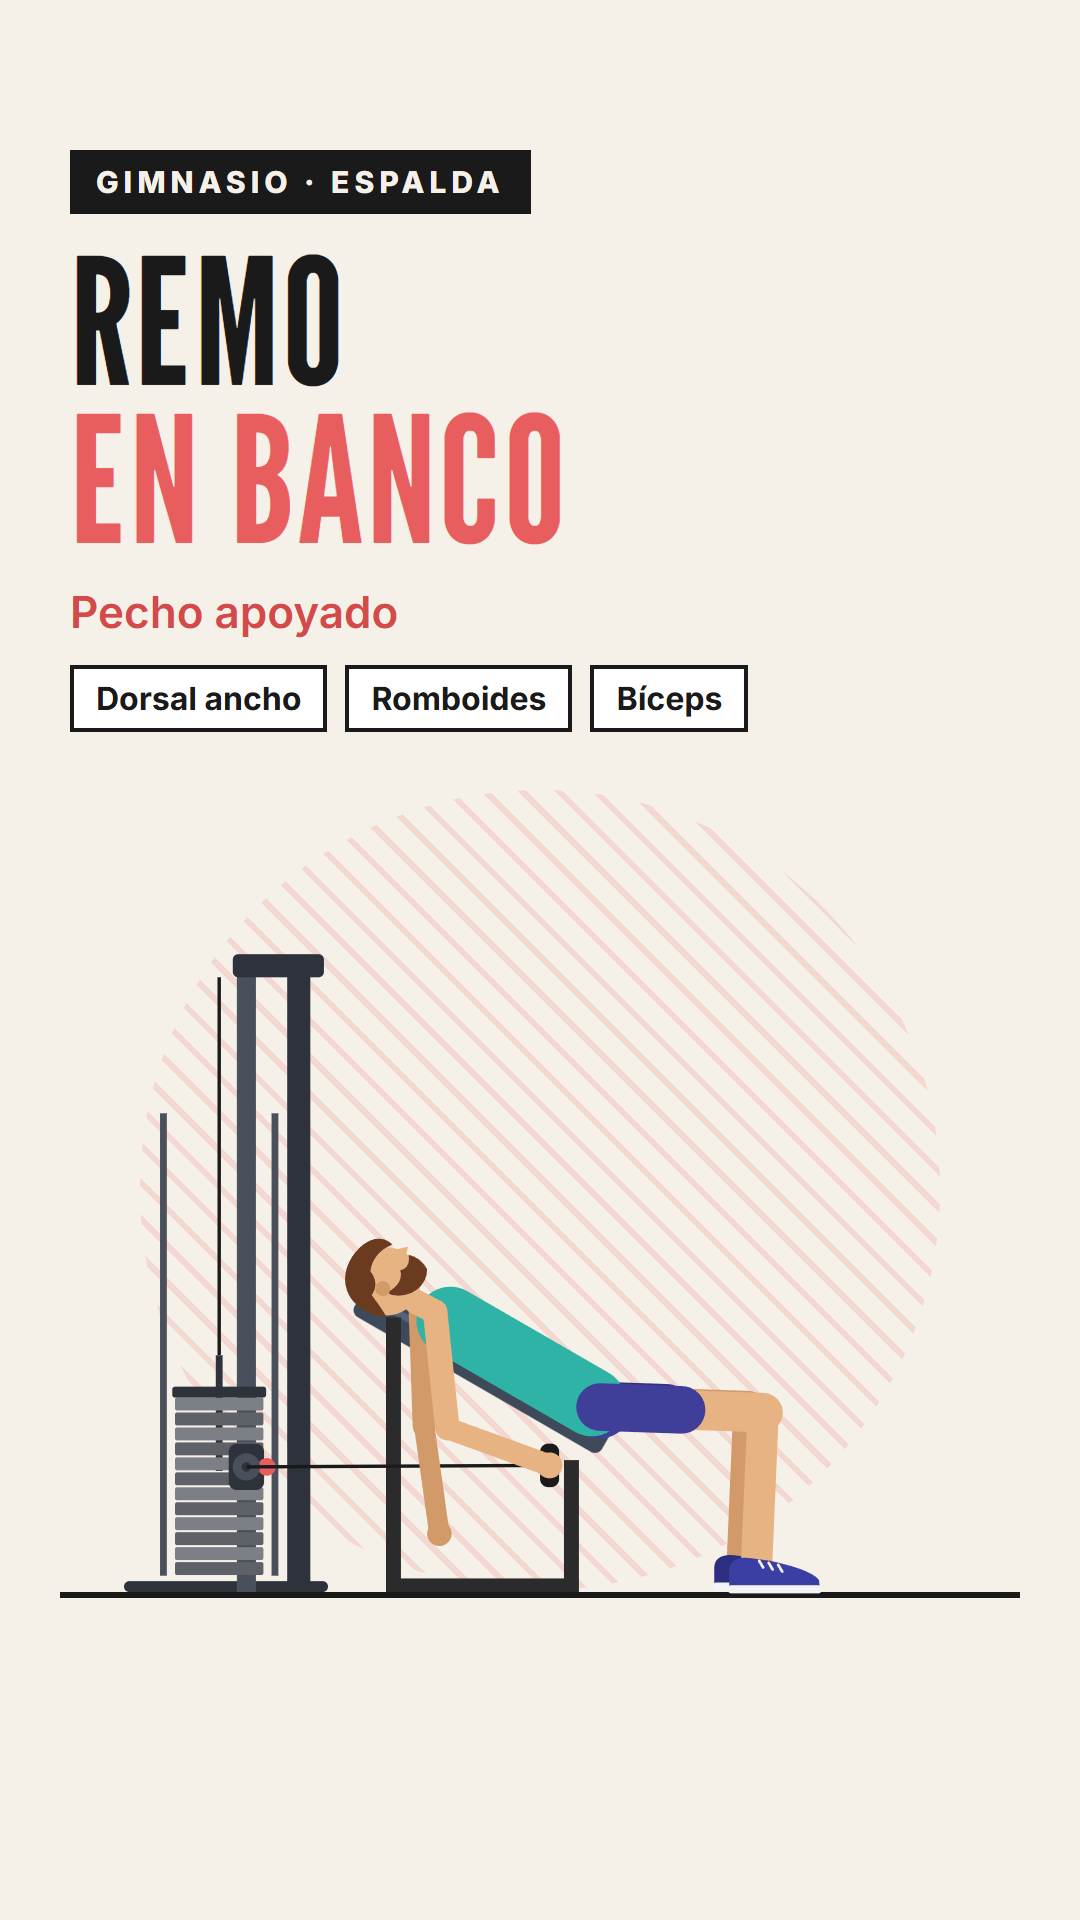 GIMNASIO · ESPALDA
REMO
EN BANCO
Pecho apoyado
Dorsal ancho Romboides Bíceps